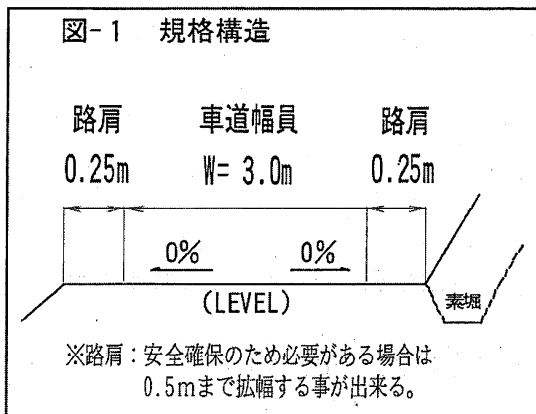 図-1 規格構造
路肩 車道幅員 路肩
0.25m W= 3.0m 0.25m
0% 0%
(LEVEL)
素堀
※路肩：安全確保のため必要がある場合は
0.5mまで拡幅する事が出来る。